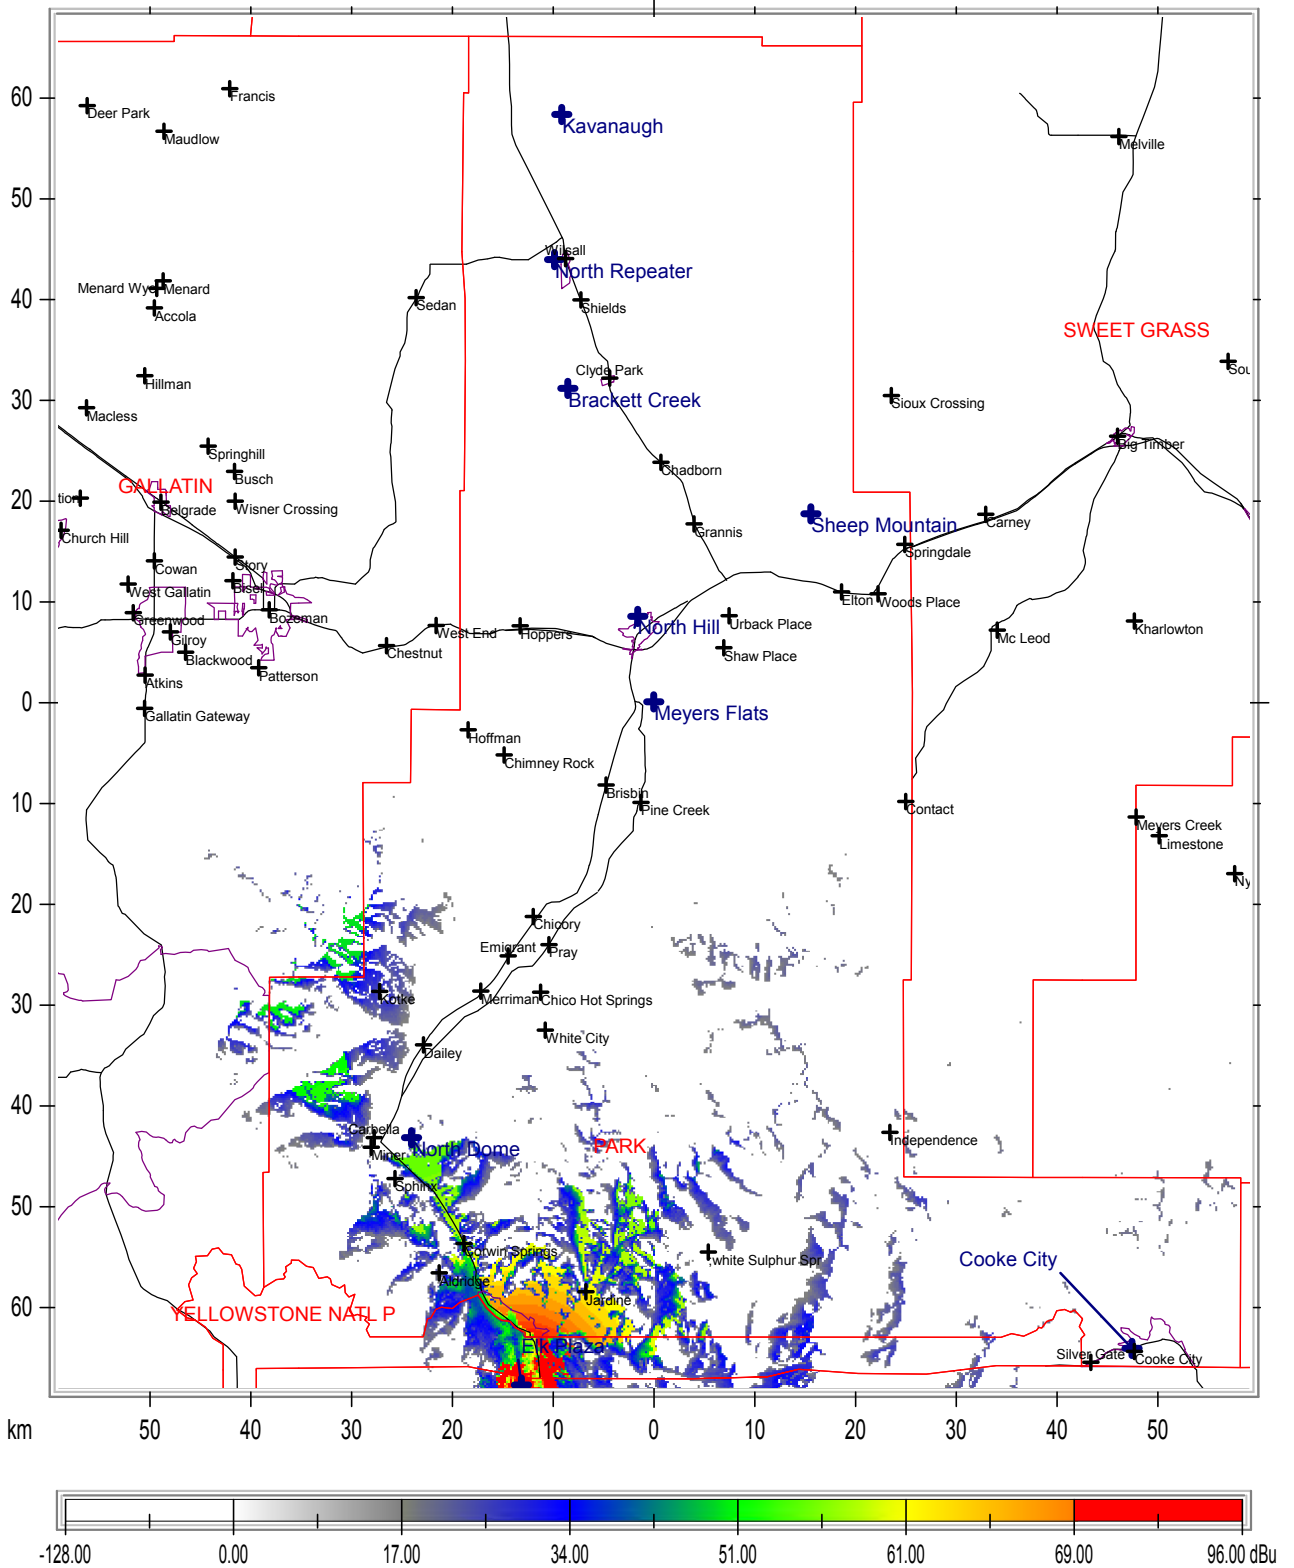 60
Francis
Deer Park
Kavanaugh
Maudlow
Melville
50
Wilsall
North Repeater
Menard Wye
Menard
40
Sedan
Shields
Accola
SWEET GRASS
Clyde Park
Hillman
Brackett Creek
30
Sioux Crossing
Macless
Springhill
Big Timber
Busch
Chadborn
GALLATIN
20
Belgrade
Wisner Crossing
Sheep Mountain
Carney
Grannis
Church Hill
Springdale
Story
Cowan
West Gallatin
Bisel
Elton
Woods Place
10
Greenwood
Bozeman
North Hill
Urback Place
Kharlowton
West End
Hoppers
Gilroy
Mc Leod
Chestnut
Blackwood
Shaw Place
Patterson
Atkins
0
Gallatin Gateway
Meyers Flats
Hoffman
Chimney Rock
Brisbin
10
Pine Creek
Contact
Meyers Creek
Limestone
Ny
20
Chicory
Emigrant
Pray
30
Kotke
Merriman
Chico Hot Springs
White City
Dailey
40
Carbella
North Dome
PARK
Independence
Miner
Sphinx
50
Corwin Springs
white Sulphur Spr
Cooke City
Aldridge
60
Jardine
YELLOWSTONE NATL P
Elk Plaza
Silver Gate
Cooke City
km
50
40
30
20
10
0
10
20
30
40
50
-128.00
0.00
17.00
34.00
51.00
61.00
69.00
96.00 dBu